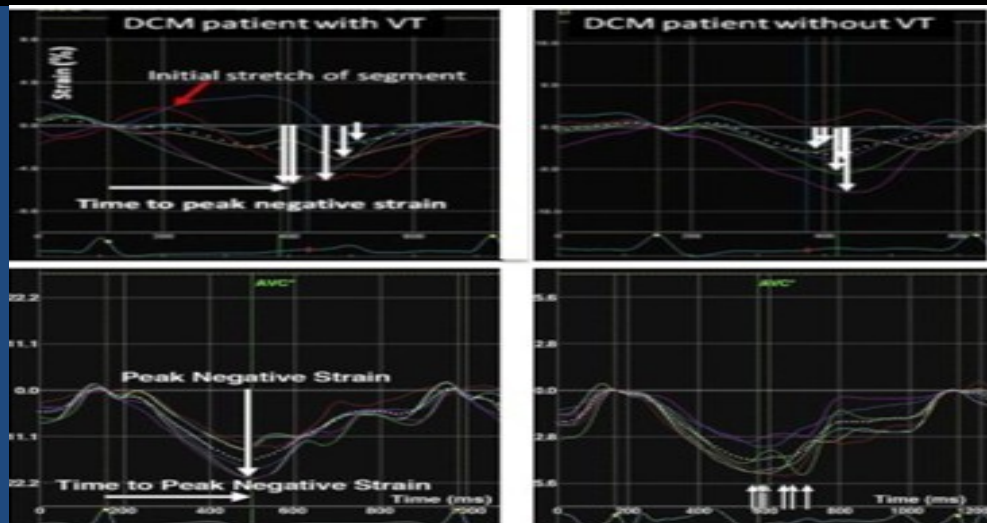 DCM patient with VT
Strain (%)
Initial stretch of segment
Time to peak negative strain
DCM patient without VT
AVC*
22.2
11.1
0.0
11.1
22.2
Peak Negative Strain
Time to Peak Negative Strain
Time (ms)
0 200 400 600
AVC*
5.6
2.8
0.0
2.8
5.6
Time (ms)
0 200 400 600 800 1000